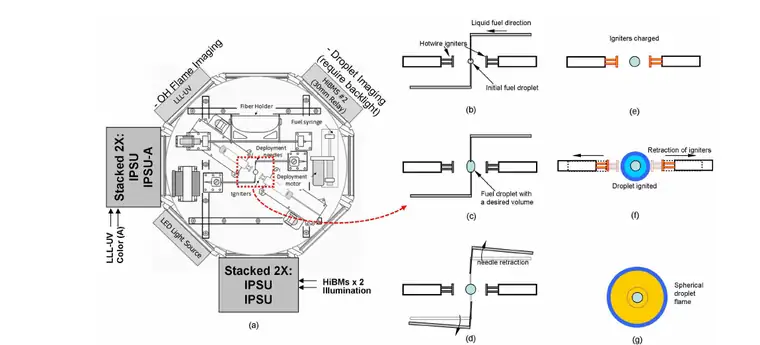 - OH Flame Imaging
LLL-UV
- Droplet Imaging
(require backlight)
HiBMS #2
(30mm Relay)
Fiber Holder
Fuel syringe
Deployment
needles
Deployment
motor
Igniters
Stacked 2X:
IPSU
IPSU-A
LLL-UV
Color (A)
LED Light Source
Stacked 2X:
IPSU
IPSU
HiBMs x 2
Illumination
(a)
Liquid fuel direction
Hotwire igniters
Initial fuel droplet
(b)
Fuel droplet with
a desired volume
(c)
needle retraction
(d)
Igniters charged
(e)
Retraction of igniters
Droplet ignited
(f)
Spherical
droplet
flame
(g)